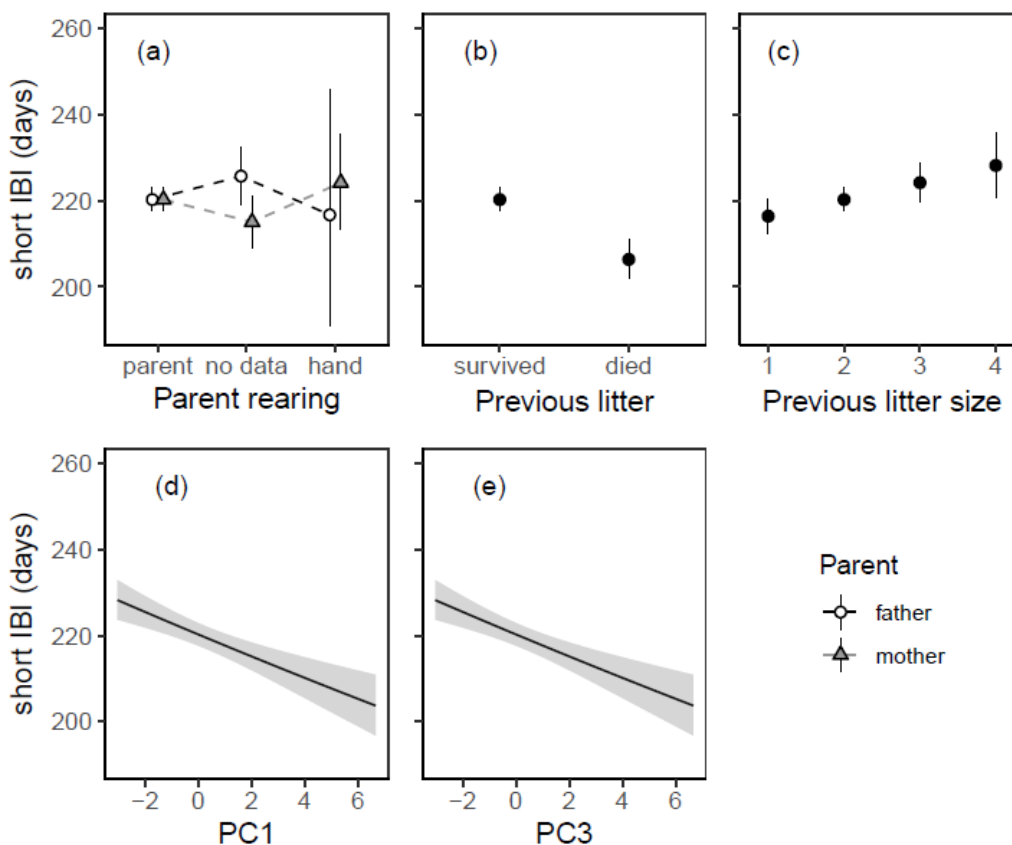 (a) (b) (c)
short IBI (days)
260
240
220
200
parent no data hand
Parent rearing
survived died
Previous litter
1 2 3 4
Previous litter size
(d) (e)
short IBI (days)
260
240
220
200
−2 0 2 4 6
PC1
−2 0 2 4 6
PC3
Parent
father
mother